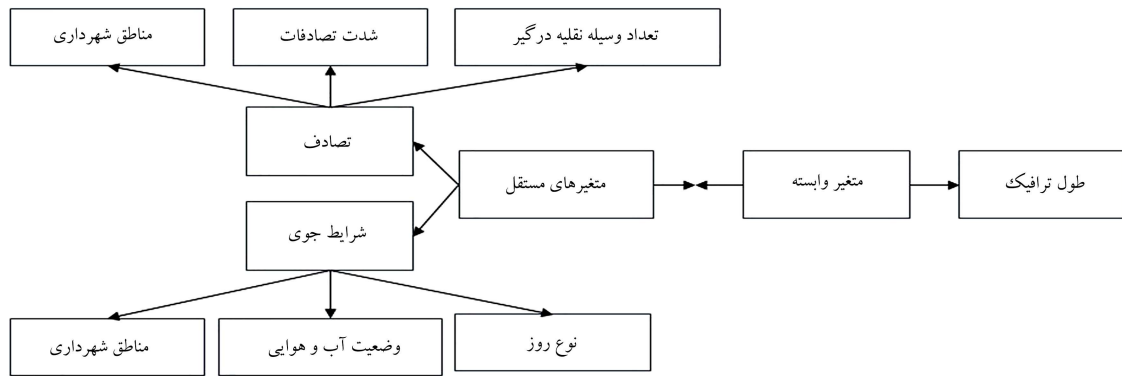 تعداد وسیله نقلیه درگیر
شدت تصادفات
مناطق شهرداری
تصادف
طول ترافیک
متغیر وابسته
متغیرهای مستقل
شرایط جوی
نوع روز
وضعیت آب و هوایی
مناطق شهرداری